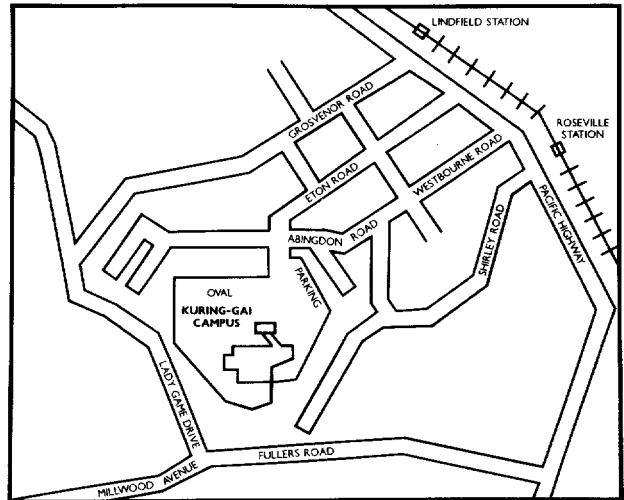 LINDFIELD STATION
ROSEVILLE
STATION
GROSVENOR ROAD
ETON ROAD
WESTBOURNE ROAD
PACIFIC HIGHWAY
ABINGDON
ROAD
SHIRLEY ROAD
PARKING
OVAL
KURING-GAI
CAMPUS
LADY GAME DRIVE
FULLERS ROAD
MILLWOOD AVENUE